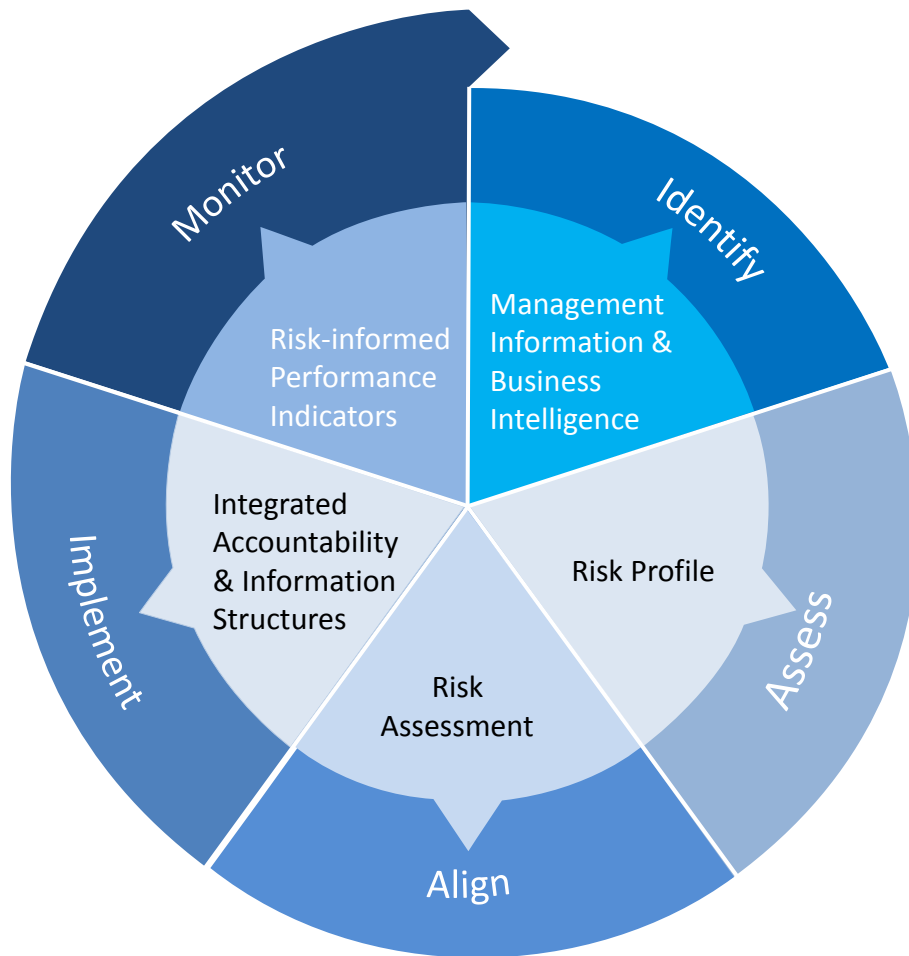 Monitor
Identify
Risk-informed
Performance
Indicators
Management
Information &
Business
Intelligence
Integrated
Accountability
& Information
Structures
Risk Profile
Implement
Assess
Risk
Assessment
Align